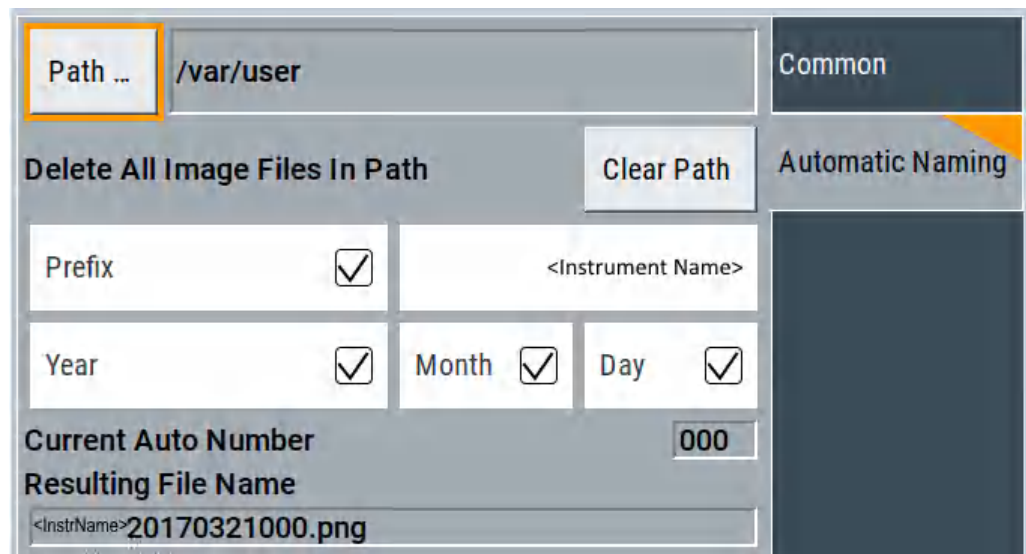 Path ...
/var/user
Common
Delete All Image Files In Path
Clear Path
Automatic Naming
Prefix
<Instrument Name>
Year
Month
Day
Current Auto Number
000
Resulting File Name
<InstrName>20170321000.png